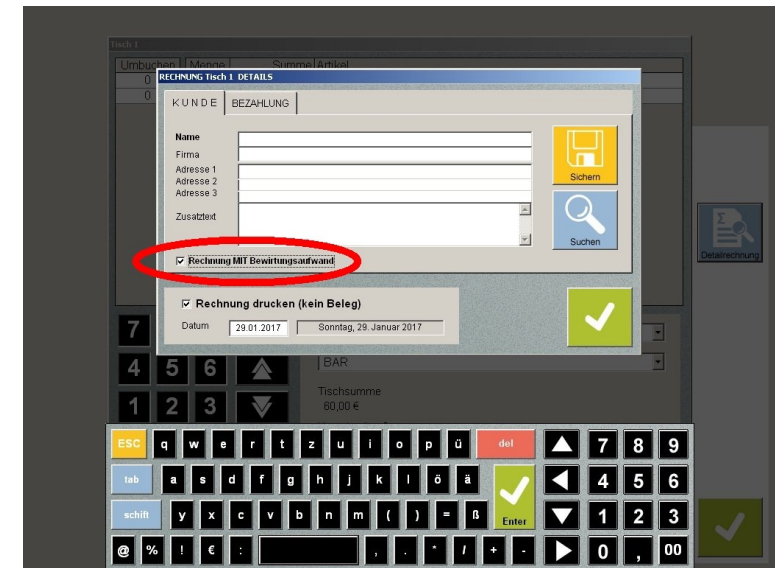 Tisch 1
Umbuchen Menge Summe Artikel
0
0
RECHNUNG Tisch 1 DETAILS
KUNDE BEZAHLUNG
Name
Firma
Adresse 1
Adresse 2
Adresse 3
Zusatztext
Sichern
Suchen
Rechnung MIT Bewirtungsaufwand
Detailrechnung
Rechnung drucken (kein Beleg)
Datum 29.01.2017 Sonntag, 29. Januar 2017
7
4 5 6 BAR
Tischsumme
1 2 3 60,00 €
ESC q w e r t z u i o p ü del 7 8 9
tab a s d f g h j k l ö ä 4 5 6
schift y x c v b n m ( ) = ß Enter 1 2 3
@ % ! € : , . * / + - 0 , 00